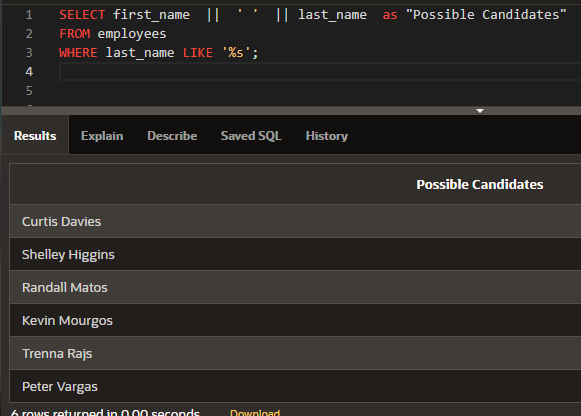 1 SELECT first_name || ' ' || last_name as "Possible Candidates"
2 FROM employees
3 WHERE last_name LIKE '%s';
4
5
Results Explain Describe Saved SQL History
Possible Candidates
Curtis Davies
Shelley Higgins
Randall Matos
Kevin Mourgos
Trenna Rajs
Peter Vargas
6 rows returned in 0.00 seconds Download